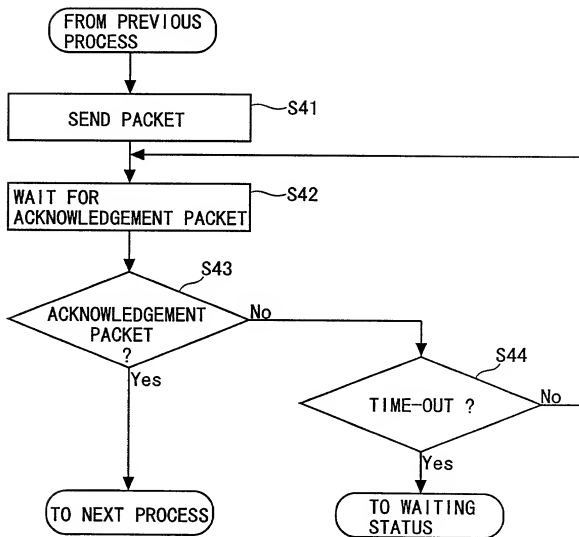 FROM PREVIOUS
PROCESS
SEND PACKET
S41
WAIT FOR
ACKNOWLEDGEMENT PACKET
S42
S43
ACKNOWLEDGEMENT
PACKET
?
No
Yes
S44
TIME-OUT ?
No
Yes
TO NEXT PROCESS
TO WAITING
STATUS